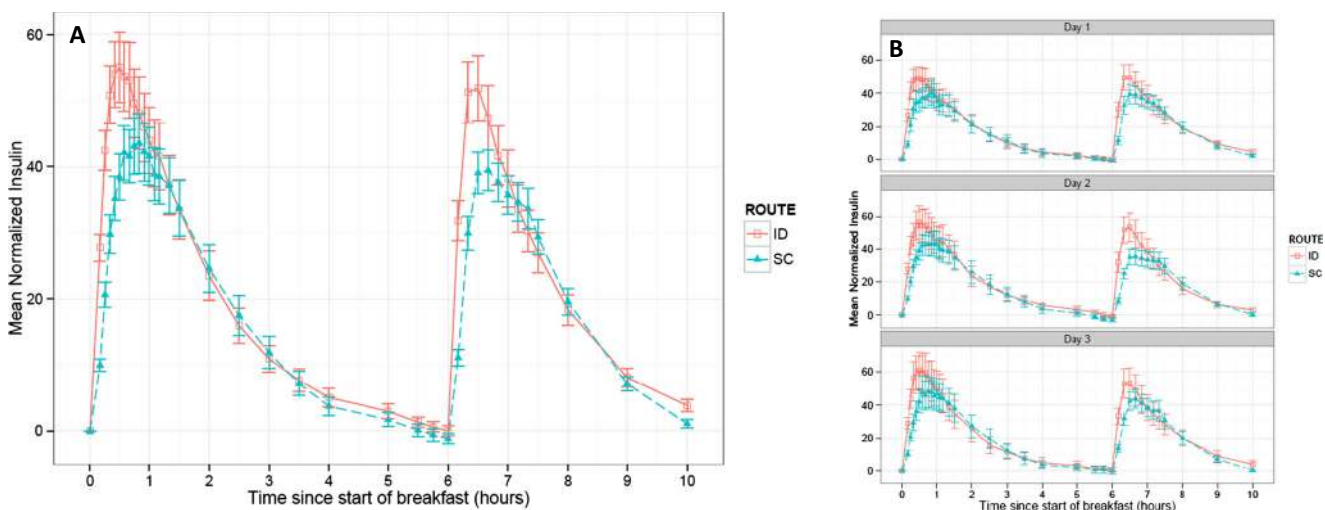 A
60
40
20
0
Mean Normalized Insulin
0 1 2 3 4 5 6 7 8 9 10
Time since start of breakfast (hours)
ROUTE
ID
SC
B
Day 1
60
40
20
0
Day 2
60
40
20
0
Mean Normalized Insulin
Day 3
60
40
20
0
0 1 2 3 4 5 6 7 8 9 10
Time since start of breakfast (hours)
ROUTE
ID
SC